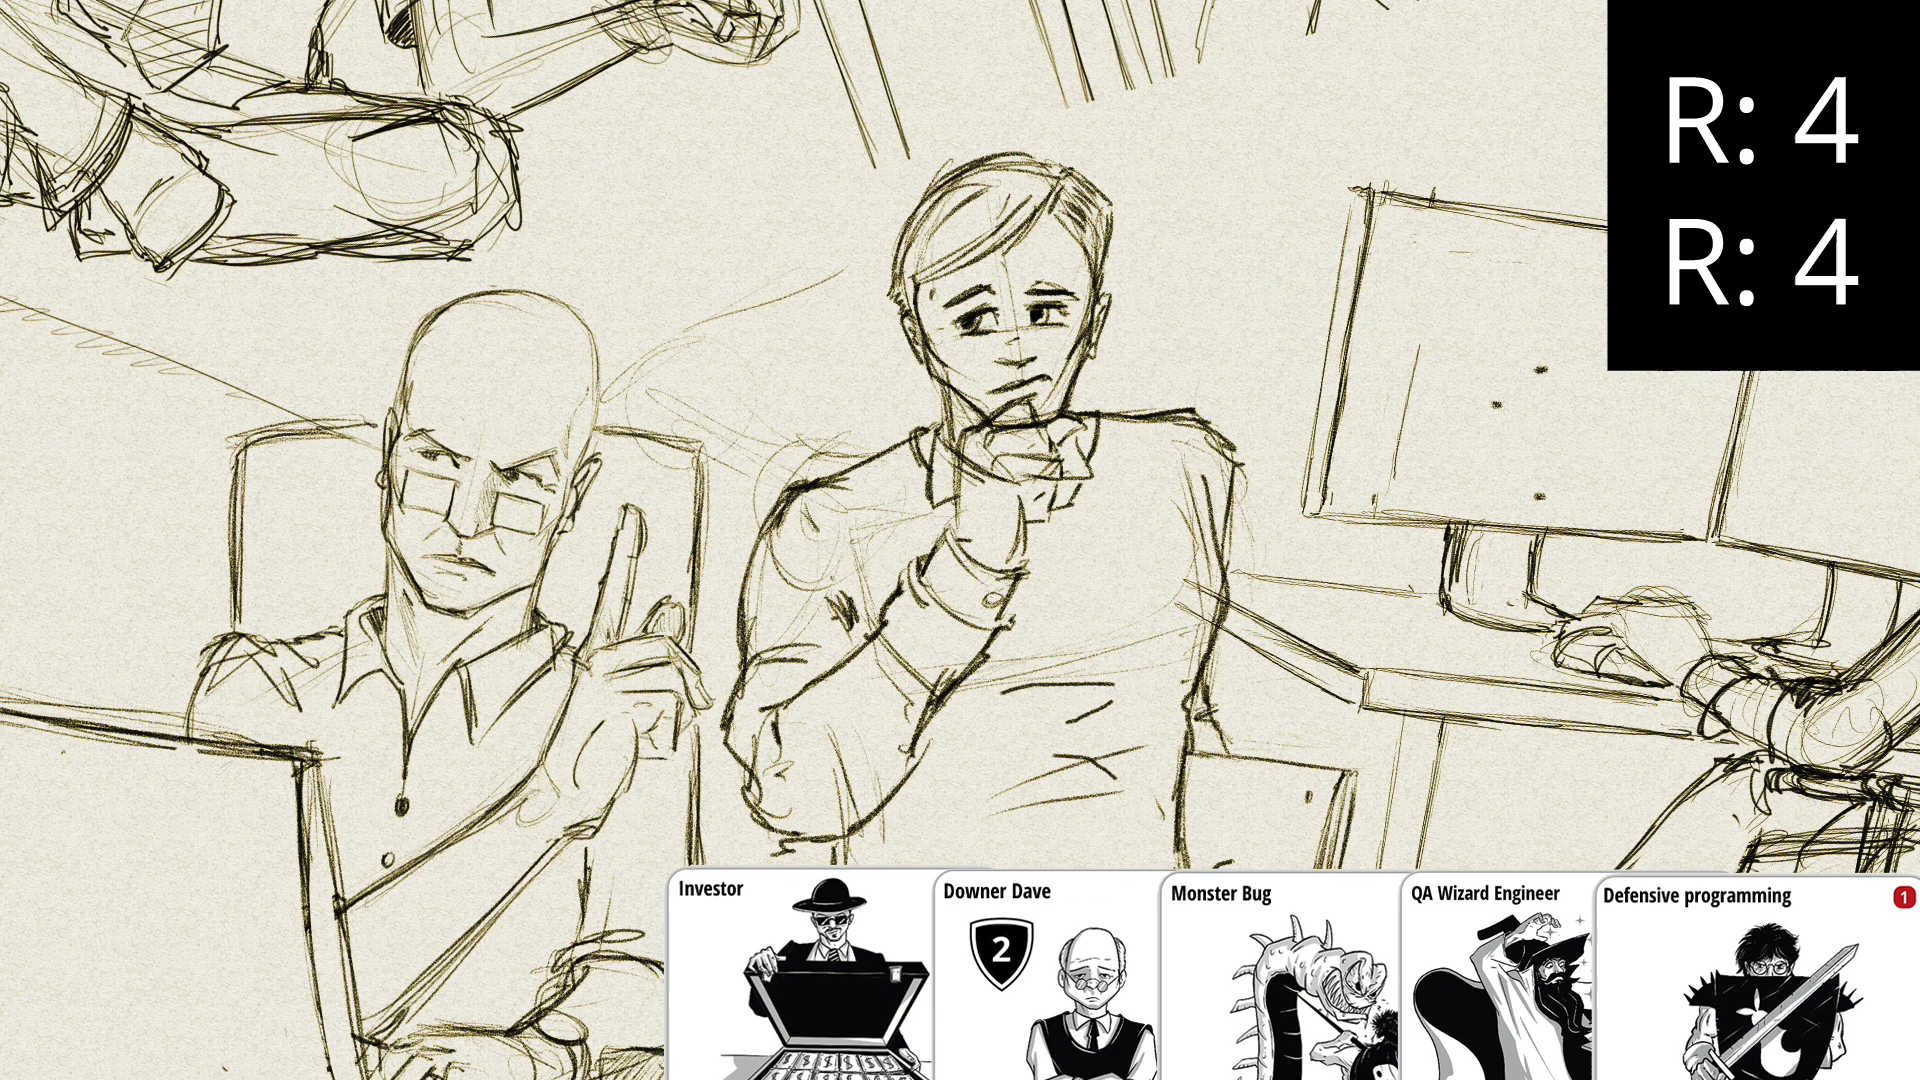 R: 4
R: 4
Investor
Downer Dave
2
Monster Bug
QA Wizard Engineer
Defensive programming
1